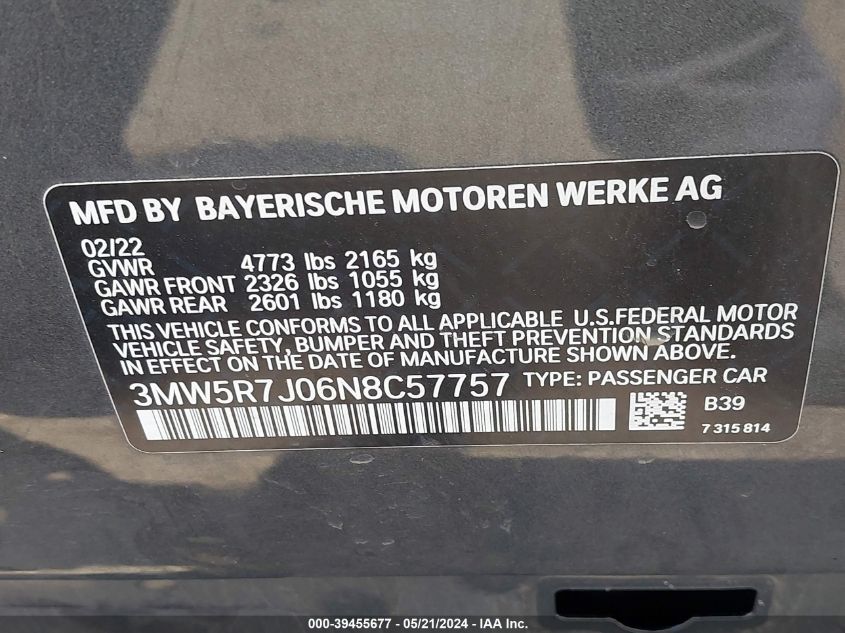 MFD BY BAYERISCHE MOTOREN WERKE AG
02/22
GVWR 4773 lbs 2165 kg
GAWR FRONT 2326 lbs 1055 kg
GAWR REAR 2601 lbs 1180 kg
THIS VEHICLE CONFORMS TO ALL APPLICABLE U.S.FEDERAL MOTOR
VEHICLE SAFETY, BUMPER AND THEFT PREVENTION STANDARDS
IN EFFECT ON THE DATE OF MANUFACTURE SHOWN ABOVE.
3MW5R7J06N8C57757 TYPE: PASSENGER CAR
B39
7 315 814
000-39455677 - 05/21/2024 - IAA Inc.